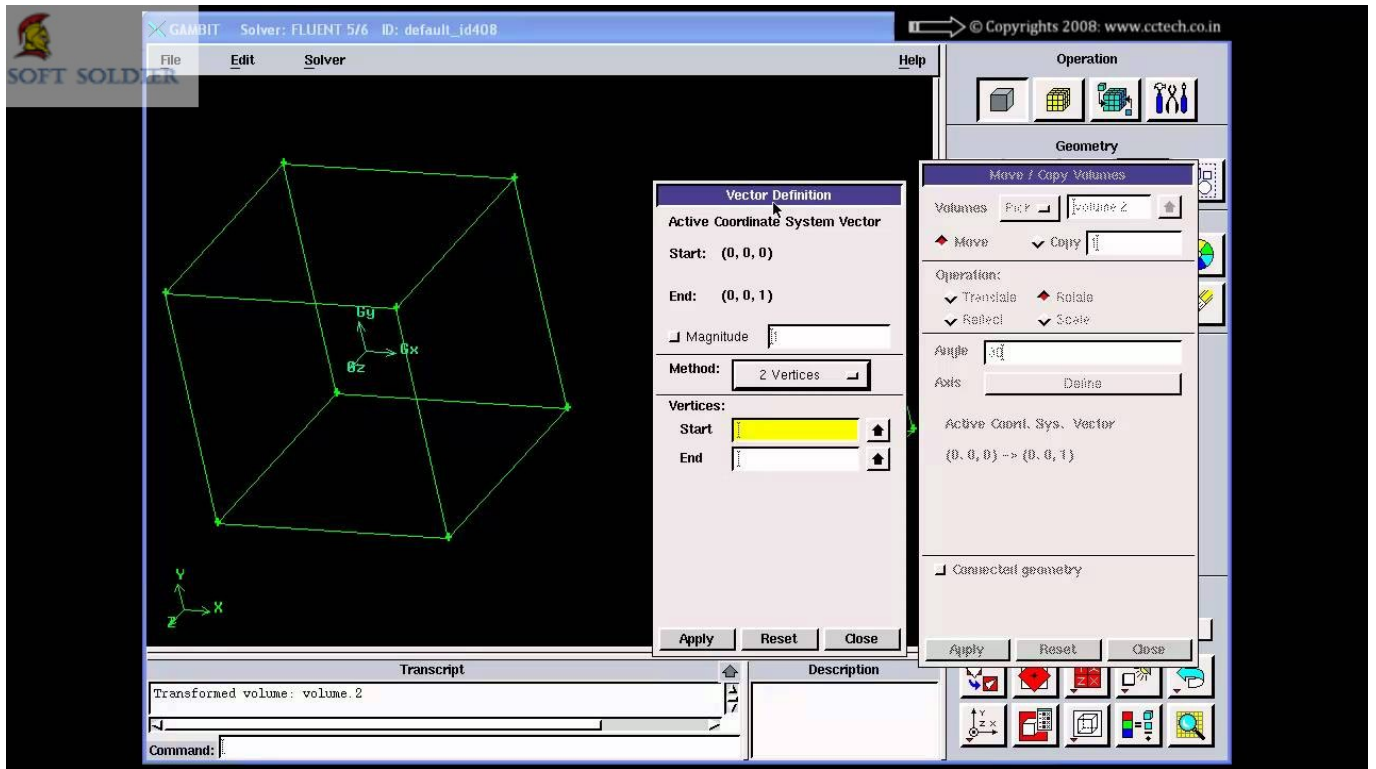 GAMBIT Solver: FLUENT 5/6 ID: default_id408
© Copyrights 2008: www.cctech.co.in
SOFT SOLDIER
File Edit Solver Help
Operation
Geometry
Gy
Gx
Gz
Y
X
Z
Vector Definition
Active Coordinate System Vector
Start: (0, 0, 0)
End: (0, 0, 1)
Magnitude 1
Method: 2 Vertices
Vertices:
Start
End
Apply Reset Close
Move / Copy Volumes
Volumes Pick volume 2
Move Copy 1
Operation:
Translate Rotate
Reflect Scale
Angle 30
Axis Define
Active Coord. Sys. Vector
(0, 0, 0) -> (0, 0, 1)
Connected geometry
Apply Reset Close
Transcript
Transformed volume: volume.2
Command:
Description